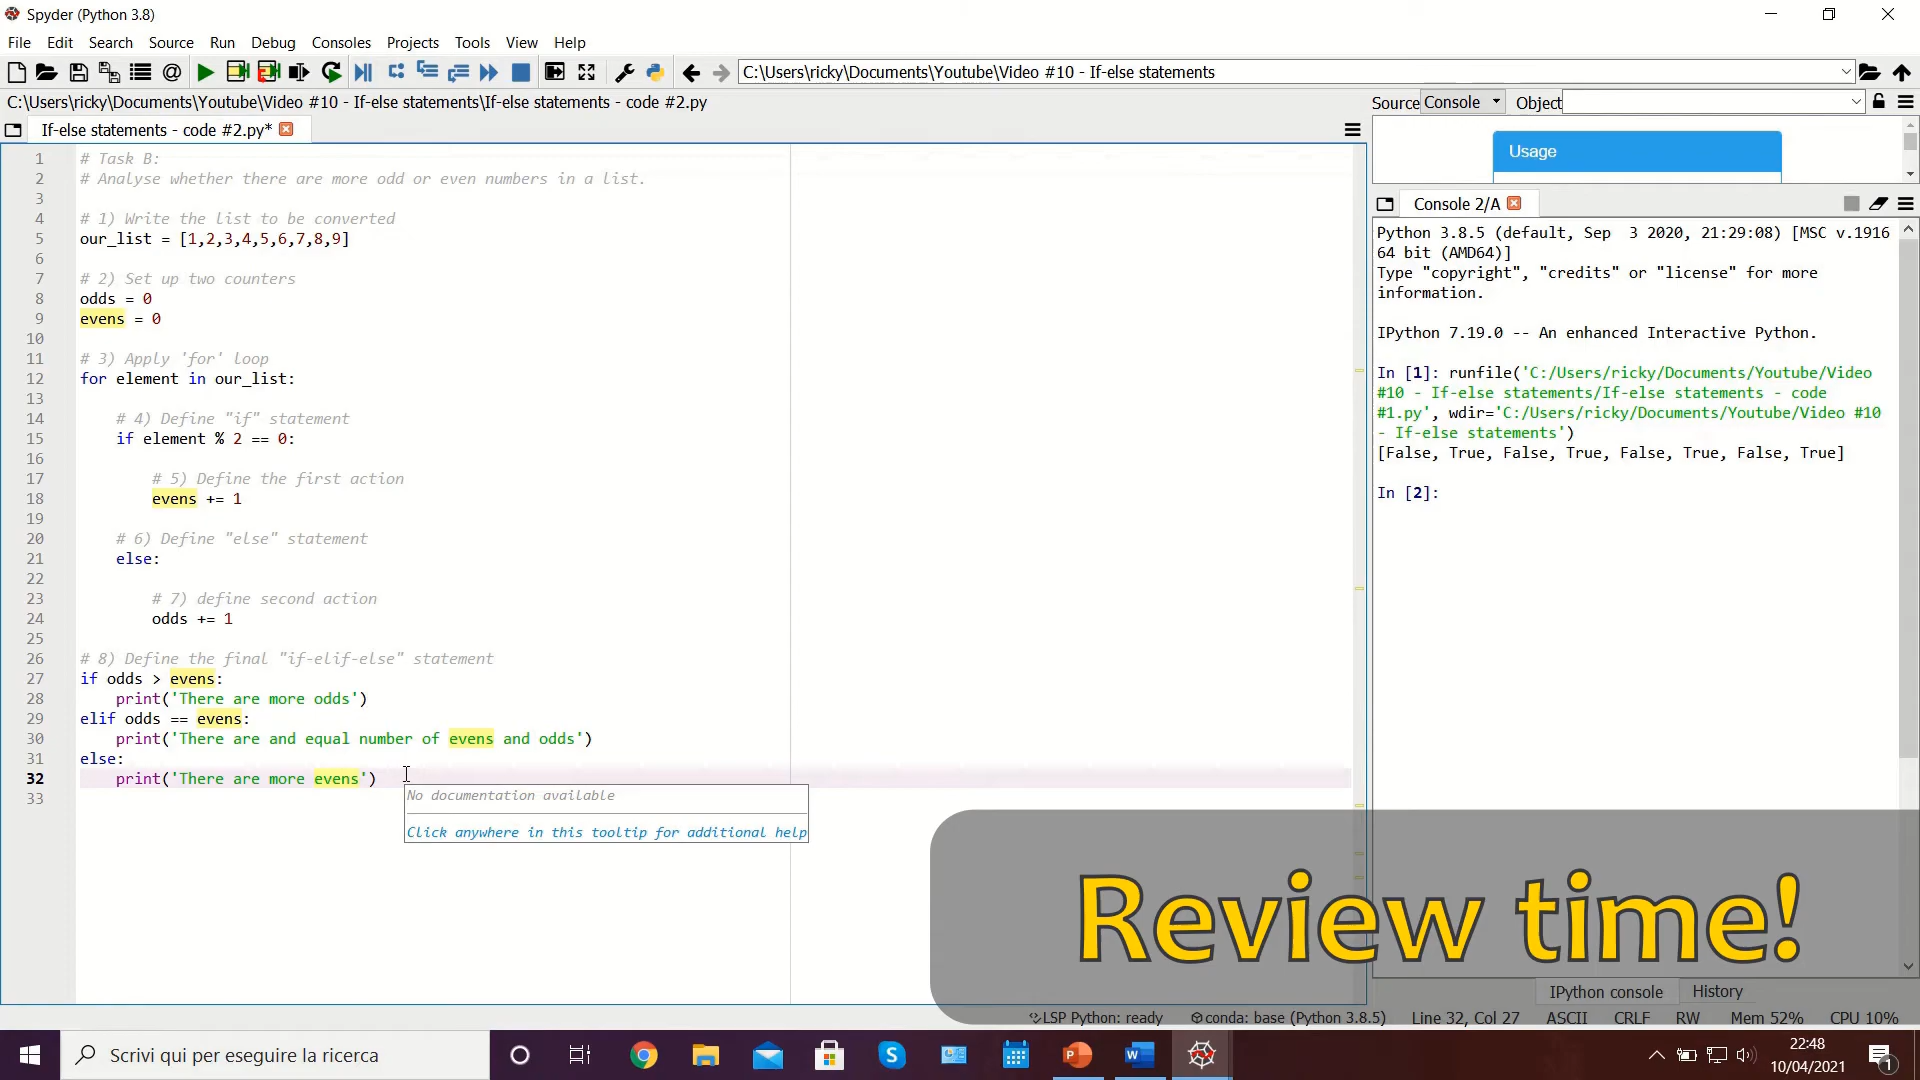 Spyder (Python 3.8)
File Edit Search Source Run Debug Consoles Projects Tools View Help
C:\Users\ricky\Documents\Youtube\Video #10 - If-else statements
C:\Users\ricky\Documents\Youtube\Video #10 - If-else statements\If-else statements - code #2.py
Source Console Object
If-else statements - code #2.py*
1 # Task B:
2 # Analyse whether there are more odd or even numbers in a list.
3
4 # 1) Write the list to be converted
5 our_list = [1,2,3,4,5,6,7,8,9]
6
7 # 2) Set up two counters
8 odds = 0
9 evens = 0
10
11 # 3) Apply 'for' loop
12 for element in our_list:
13
14 # 4) Define "if" statement
15 if element % 2 == 0:
16
17 # 5) Define the first action
18 evens += 1
19
20 # 6) Define "else" statement
21 else:
22
23 # 7) define second action
24 odds += 1
25
26 # 8) Define the final "if-elif-else" statement
27 if odds > evens:
28 print('There are more odds')
29 elif odds == evens:
30 print('There are and equal number of evens and odds')
31 else:
32 print('There are more evens')
33
No documentation available
Click anywhere in this tooltip for additional help
Usage
Console 2/A
Python 3.8.5 (default, Sep  3 2020, 21:29:08) [MSC v.1916
64 bit (AMD64)]
Type "copyright", "credits" or "license" for more
information.
IPython 7.19.0 -- An enhanced Interactive Python.
In [1]: runfile('C:/Users/ricky/Documents/Youtube/Video
#10 - If-else statements/If-else statements - code
#1.py', wdir='C:/Users/ricky/Documents/Youtube/Video #10
- If-else statements')
[False, True, False, True, False, True, False, True]
In [2]:
Review time!
IPython console History
LSP Python: ready conda: base (Python 3.8.5) Line 32, Col 27 ASCII CRLF RW Mem 52% CPU 10%
Scrivi qui per eseguire la ricerca
22:48
10/04/2021
1